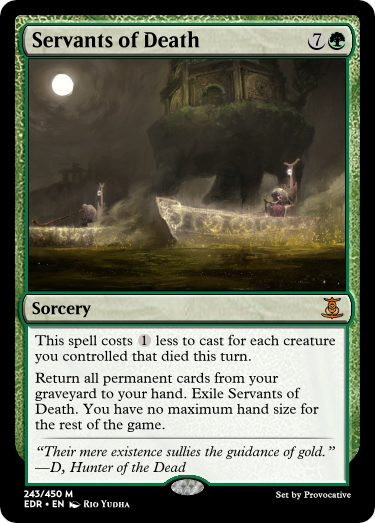 Servants of Death 7
Sorcery
This spell costs 1 less to cast for each creature
you controlled that died this turn.
Return all permanent cards from your
graveyard to your hand. Exile Servants of
Death. You have no maximum hand size for
the rest of the game.
“Their mere existence sullies the guidance of gold.”
—D, Hunter of the Dead
243/450 M
EDR • EN Rio Yudha
Set by Provocative